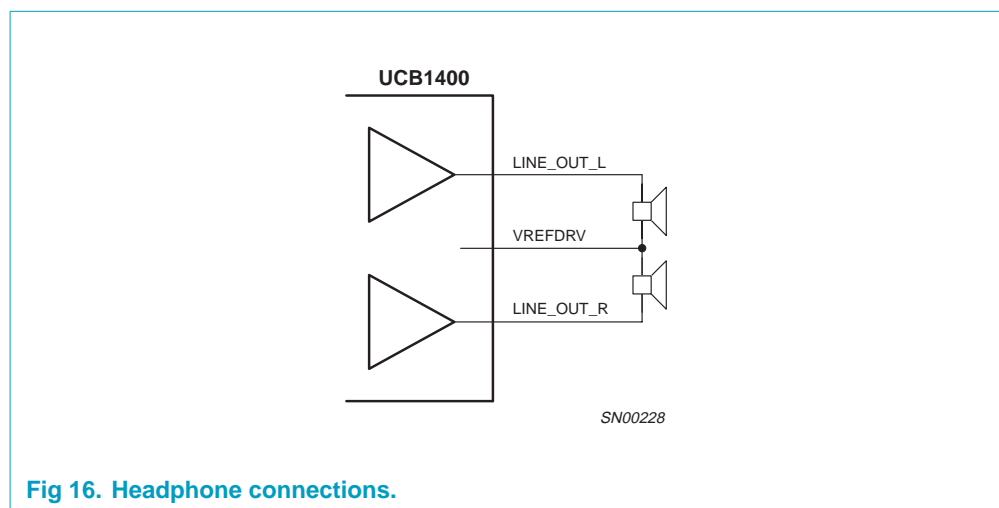 UCB1400
LINE_OUT_L
VREFDRV
LINE_OUT_R
SN00228
Fig 16. Headphone connections.